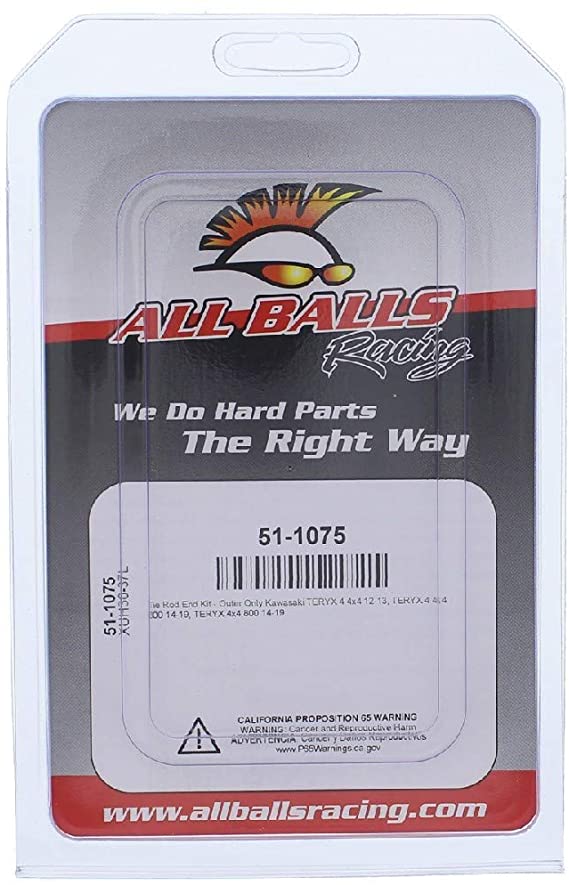 ALL BALLS
Racing
We Do Hard Parts
The Right Way
51-1075
Tie Rod End Kit - Outer Only Kawasaki TERYX 4 4x4 12-13, TERYX 4 4x4
800 14-19, TERYX 4x4 800 14-19
51-1075
CALIFORNIA PROPOSITION 65 WARNING
WARNING: Cancer and Reproductive Harm
ADVERTENCIA: Cáncer y Daños Reproductivos
www.P65Warnings.ca.gov
www.allballsracing.com